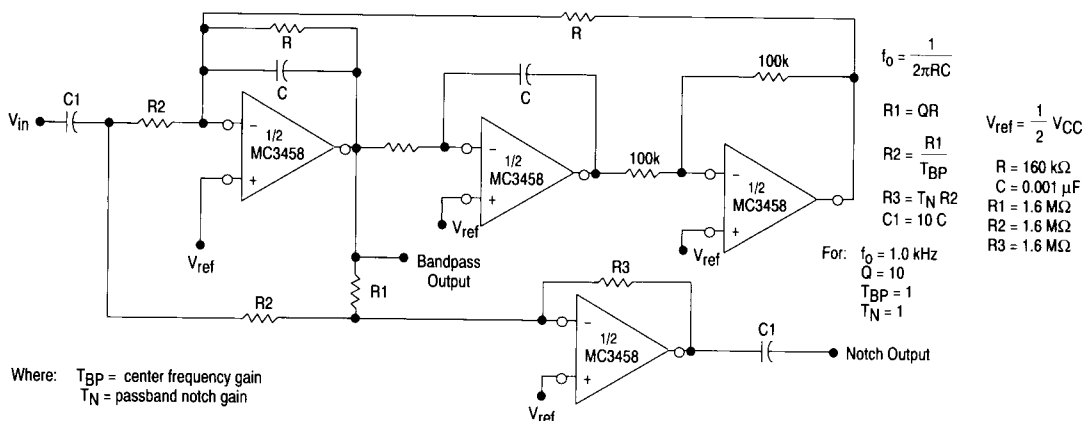 R
R
C
C
100k
f₀ = 1 / 2πRC
C1
V_in
R2
−
+
1/2
MC3458
V_ref
−
+
1/2
MC3458
V_ref
100k
−
+
1/2
MC3458
V_ref
R1 = QR
R2 = R1 / T_BP
R3 = T_N R2
C1 = 10 C
V_ref = 1/2 V_CC
R = 160 kΩ
C = 0.001 µF
R1 = 1.6 MΩ
R2 = 1.6 MΩ
R3 = 1.6 MΩ
For: f₀ = 1.0 kHz
Q = 10
T_BP = 1
T_N = 1
Bandpass
Output
R1
R2
R3
−
+
1/2
MC3458
V_ref
C1
Notch Output
Where: T_BP = center frequency gain
T_N = passband notch gain